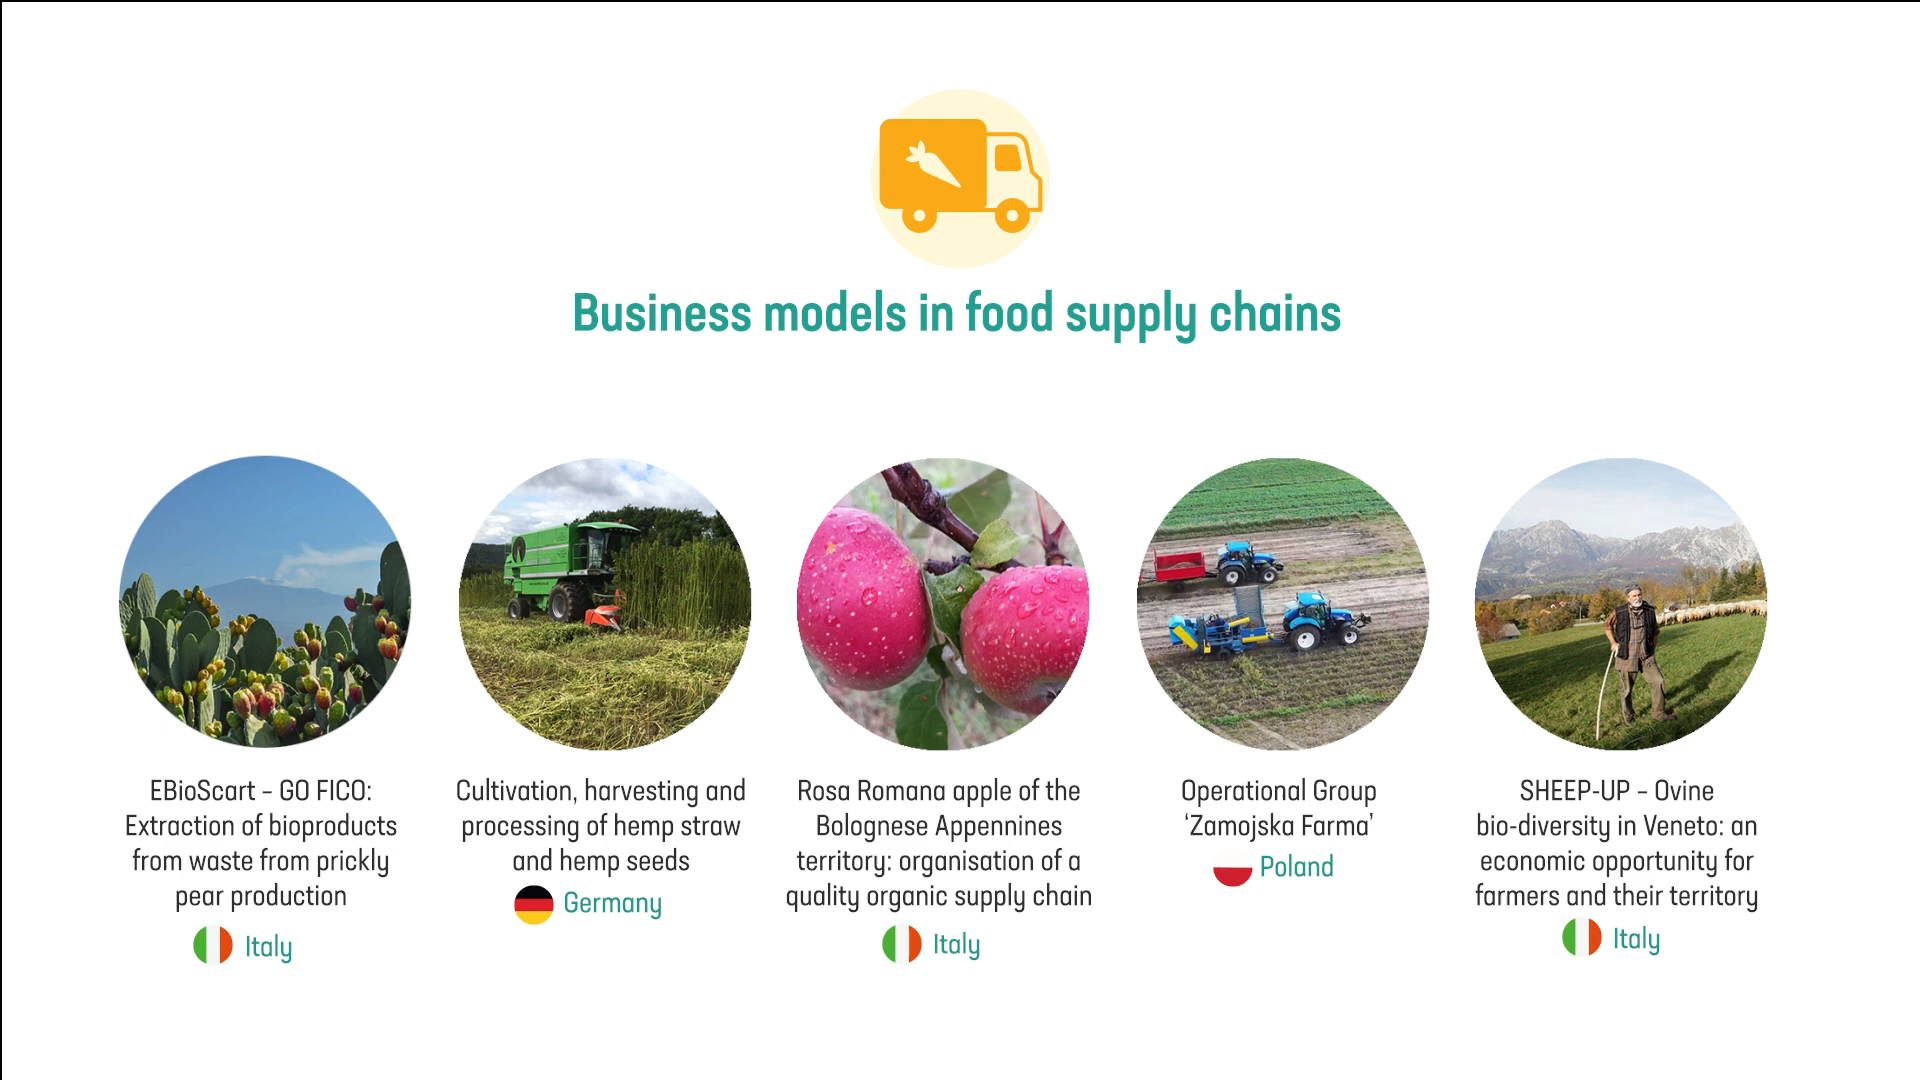 Business models in food supply chains
EBioScart – GO FICO:
Extraction of bioproducts
from waste from prickly
pear production
Italy
Cultivation, harvesting and
processing of hemp straw
and hemp seeds
Germany
Rosa Romana apple of the
Bolognese Appennines
territory: organisation of a
quality organic supply chain
Italy
Operational Group
‘Zamojska Farma’
Poland
SHEEP-UP – Ovine
bio-diversity in Veneto: an
economic opportunity for
farmers and their territory
Italy